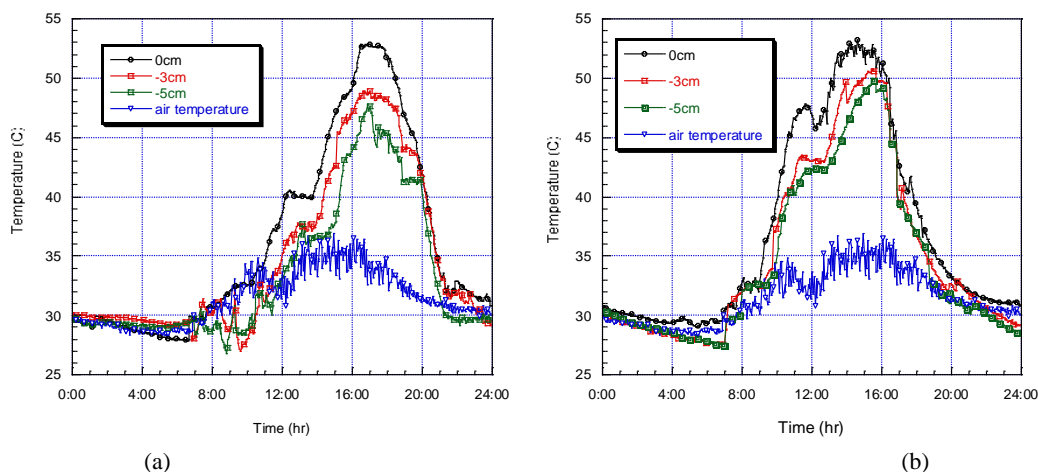 0cm
-3cm
-5cm
air temperature
55
50
45
40
35
30
25
Temperature (C;
0:00 4:00 8:00 12:00 16:00 20:00 24:00
Time (hr)
(a)
0cm
-3cm
-5cm
air temperature
55
50
45
40
35
30
25
Temperature (C;
0:00 4:00 8:00 12:00 16:00 20:00 24:00
Time (hr)
(b)